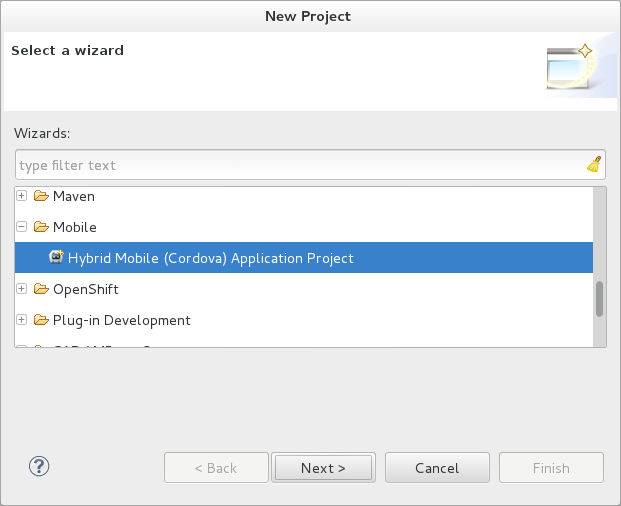 New Project
Select a wizard
Wizards:
type filter text
Maven
Mobile
Hybrid Mobile (Cordova) Application Project
OpenShift
Plug-in Development
?
< Back
Next >
Cancel
Finish